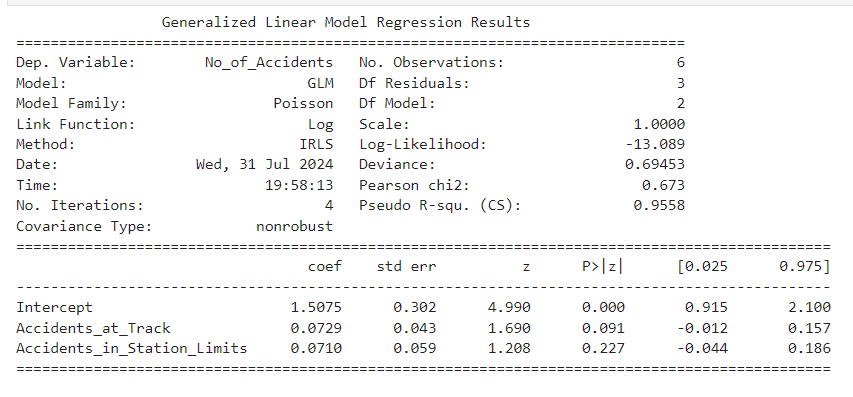 Generalized Linear Model Regression Results
==============================================================================
Dep. Variable: No_of_Accidents No. Observations: 6
Model: GLM Df Residuals: 3
Model Family: Poisson Df Model: 2
Link Function: Log Scale: 1.0000
Method: IRLS Log-Likelihood: -13.089
Date: Wed, 31 Jul 2024 Deviance: 0.69453
Time: 19:58:13 Pearson chi2: 0.673
No. Iterations: 4 Pseudo R-squ. (CS): 0.9558
Covariance Type: nonrobust
==============================================================================================
coef std err z P>|z| [0.025 0.975]
----------------------------------------------------------------------------------------------
Intercept 1.5075 0.302 4.990 0.000 0.915 2.100
Accidents_at_Track 0.0729 0.043 1.690 0.091 -0.012 0.157
Accidents_in_Station_Limits 0.0710 0.059 1.208 0.227 -0.044 0.186
==============================================================================================